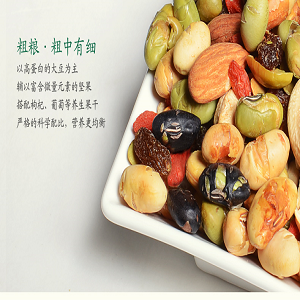 粗粮·粗中有细
以高蛋白的大豆为主
辅以富含微量元素的坚果
搭配枸杞、葡萄等养生果干
严格的科学配比，营养更均衡